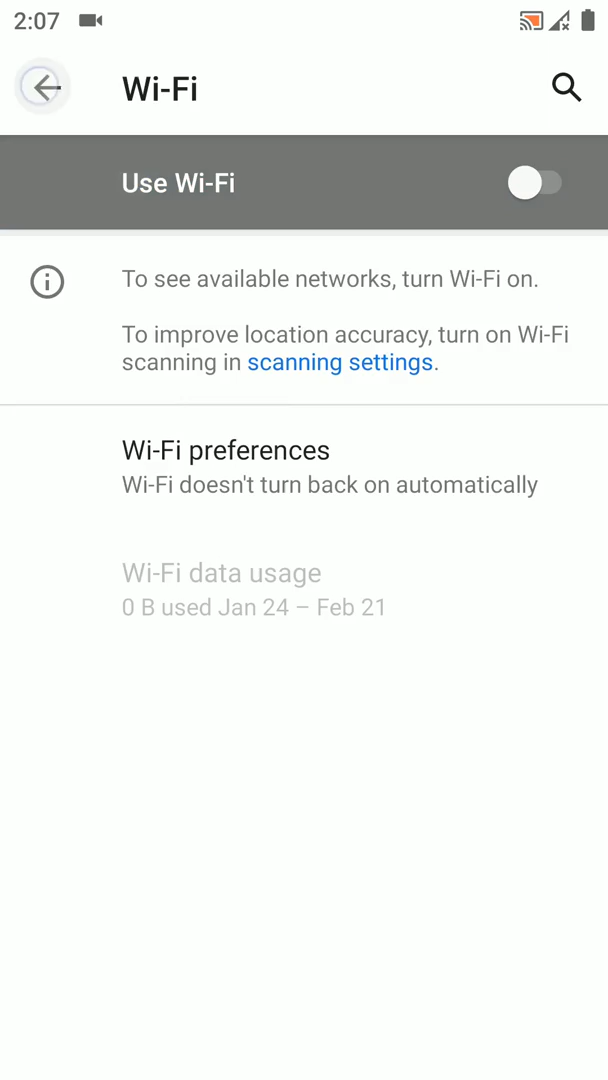 2:07
Wi-Fi
Use Wi-Fi
To see available networks, turn Wi-Fi on.
To improve location accuracy, turn on Wi-Fi
scanning in scanning settings.
Wi-Fi preferences
Wi-Fi doesn't turn back on automatically
Wi-Fi data usage
0 B used Jan 24 – Feb 21